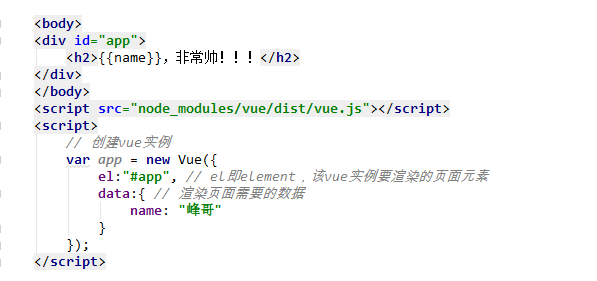 <body>
<div id="app">
    <h2>{{name}}，非常帅！！！</h2>
</div>
</body>
<script src="node_modules/vue/dist/vue.js"></script>
<script>
    // 创建vue实例
    var app = new Vue({
        el:"#app", // el即element，该vue实例要渲染的页面元素
        data:{ // 渲染页面需要的数据
            name: "峰哥"
        }
    });
</script>